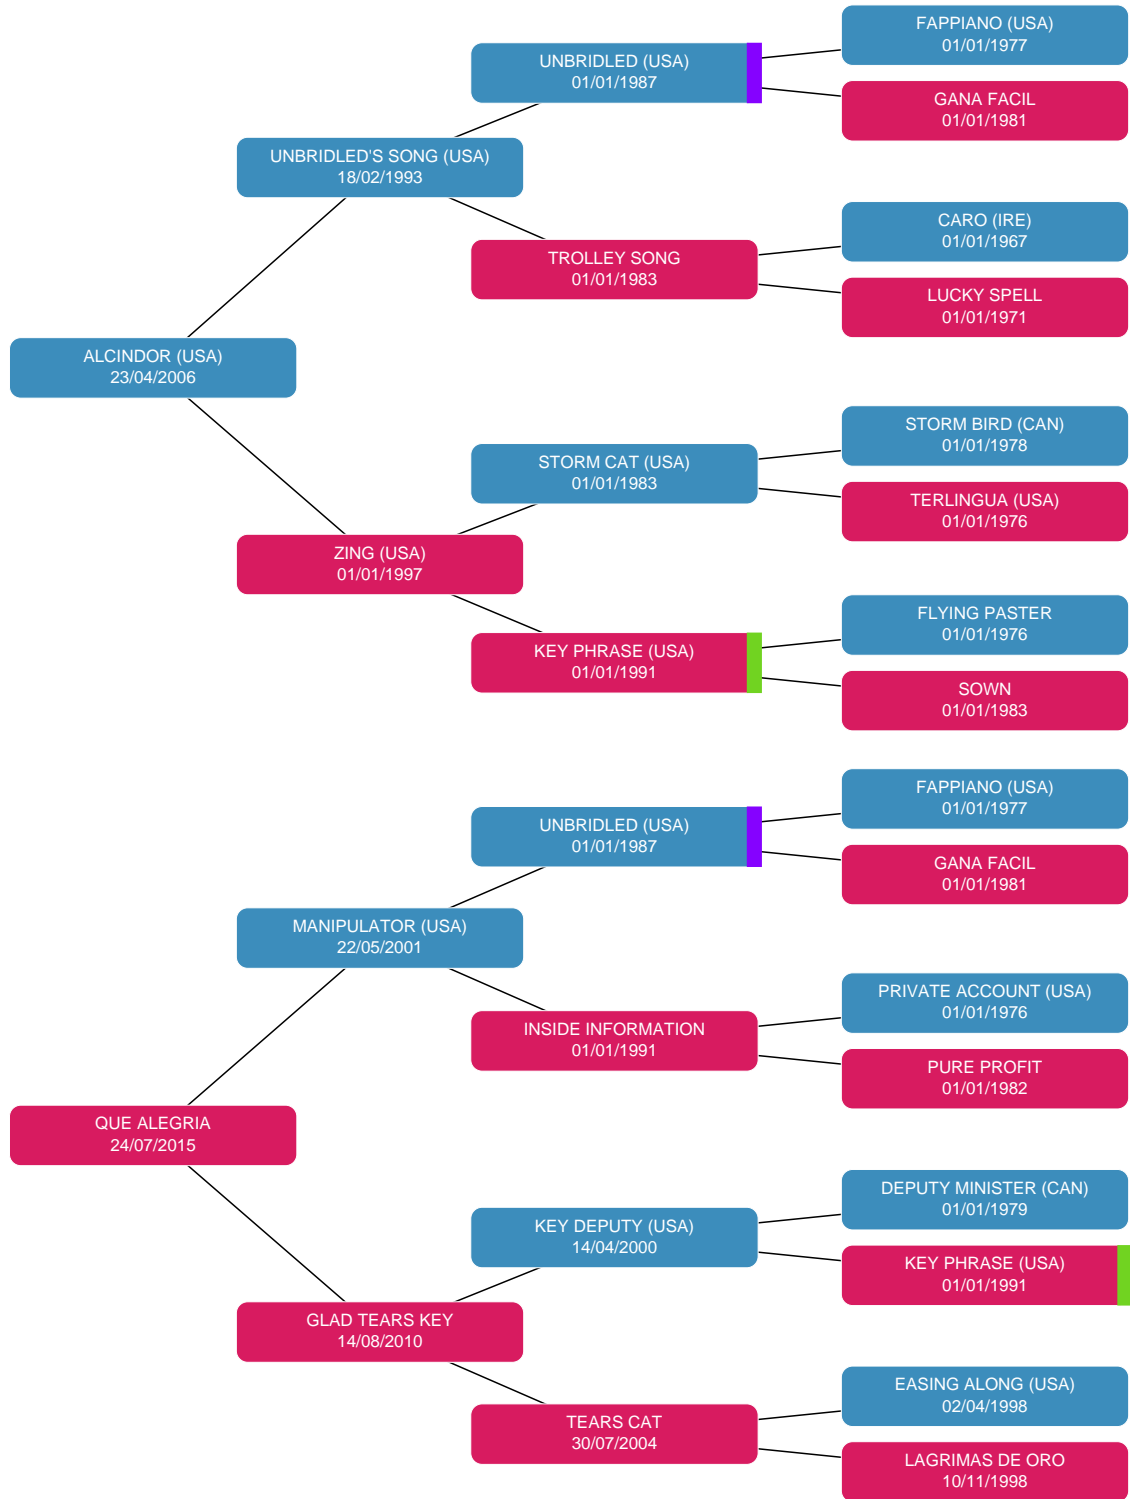 FAPPIANO (USA)
01/01/1977
UNBRIDLED (USA)
01/01/1987
GANA FACIL
01/01/1981
UNBRIDLED'S SONG (USA)
18/02/1993
CARO (IRE)
01/01/1967
TROLLEY SONG
01/01/1983
LUCKY SPELL
01/01/1971
ALCINDOR (USA)
23/04/2006
STORM BIRD (CAN)
01/01/1978
STORM CAT (USA)
01/01/1983
TERLINGUA (USA)
01/01/1976
ZING (USA)
01/01/1997
FLYING PASTER
01/01/1976
KEY PHRASE (USA)
01/01/1991
SOWN
01/01/1983
FAPPIANO (USA)
01/01/1977
UNBRIDLED (USA)
01/01/1987
GANA FACIL
01/01/1981
MANIPULATOR (USA)
22/05/2001
PRIVATE ACCOUNT (USA)
01/01/1976
INSIDE INFORMATION
01/01/1991
PURE PROFIT
01/01/1982
QUE ALEGRIA
24/07/2015
DEPUTY MINISTER (CAN)
01/01/1979
KEY DEPUTY (USA)
14/04/2000
KEY PHRASE (USA)
01/01/1991
GLAD TEARS KEY
14/08/2010
EASING ALONG (USA)
02/04/1998
TEARS CAT
30/07/2004
LAGRIMAS DE ORO
10/11/1998